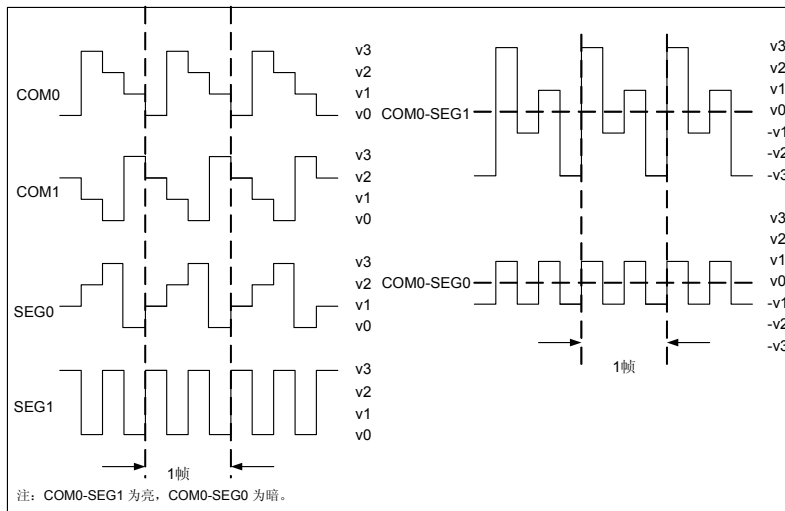 COM0
v3
v2
v1
v0
COM1
v3
v2
v1
v0
SEG0
v3
v2
v1
v0
SEG1
v3
v2
v1
v0
1帧
COM0-SEG1
v3
v2
v1
v0
-v1
-v2
-v3
COM0-SEG0
v3
v2
v1
v0
-v1
-v2
-v3
1帧
注：COM0-SEG1 为亮，COM0-SEG0 为暗。